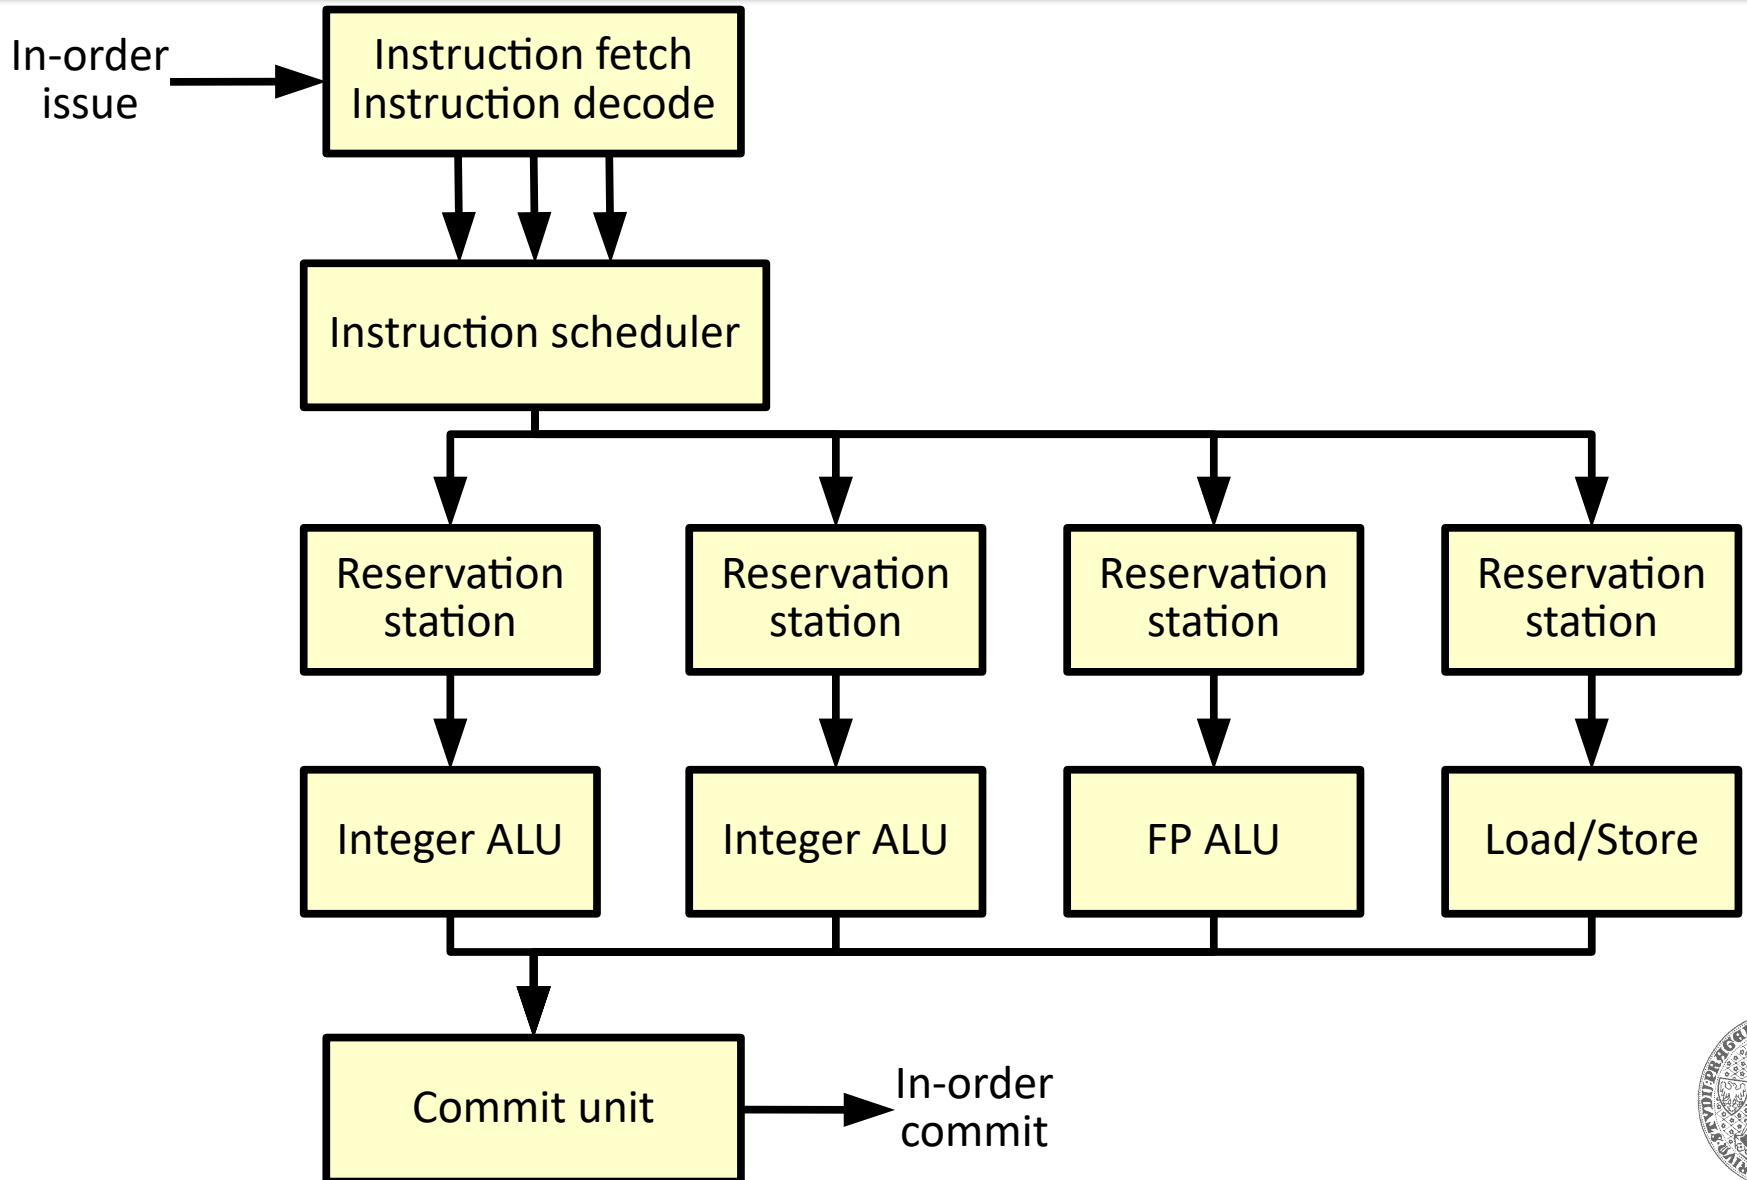 In-order
issue
Instruction fetch
Instruction decode
Instruction scheduler
Reservation
station
Reservation
station
Reservation
station
Reservation
station
Integer ALU
Integer ALU
FP ALU
Load/Store
Commit unit
In-order
commit